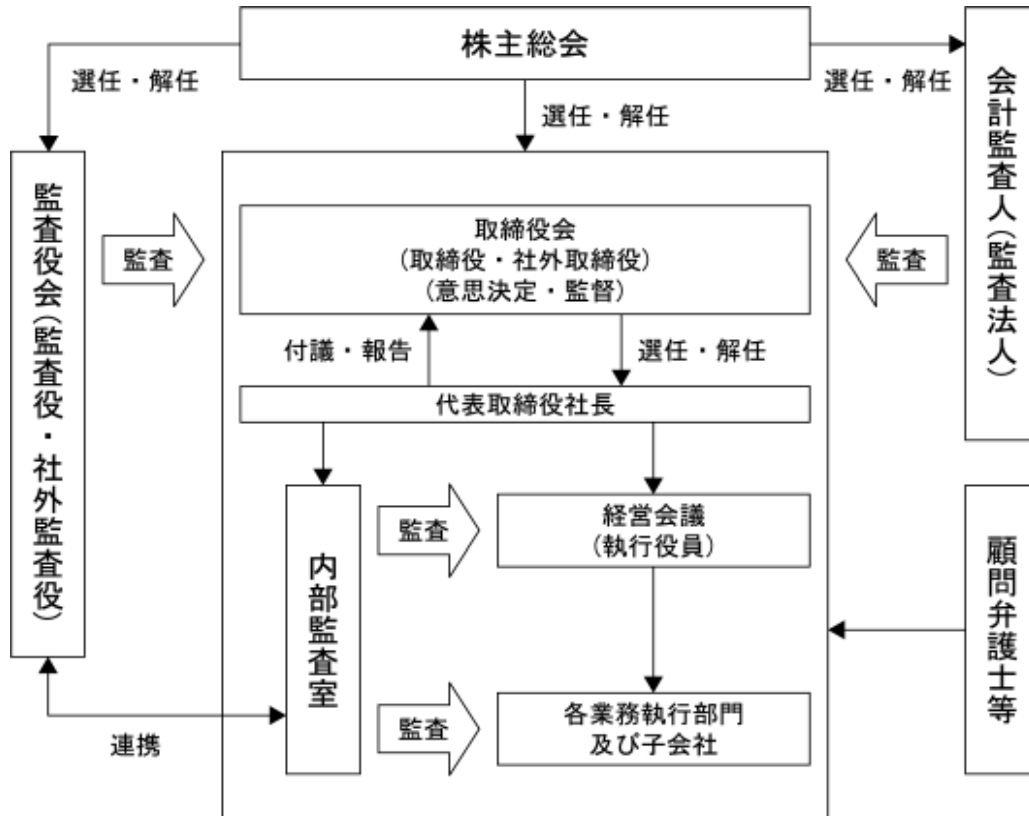 株主総会
選任・解任
選任・解任
選任・解任
会計監査人(監査法人)
監査役会(監査役・社外監査役)
監査
取締役会
(取締役・社外取締役)
(意思決定・監督)
監査
付議・報告
選任・解任
代表取締役社長
内部監査室
監査
経営会議
(執行役員)
顧問弁護士等
監査
各業務執行部門
及び子会社
連携